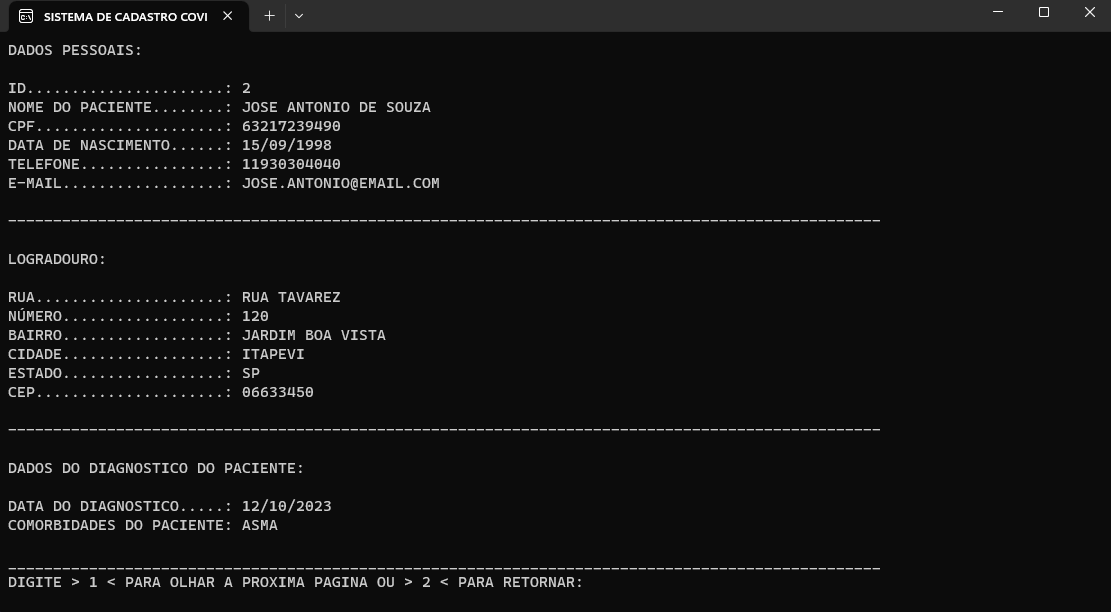 SISTEMA DE CADASTRO COVI
DADOS PESSOAIS:
ID......................: 2
NOME DO PACIENTE........: JOSE ANTONIO DE SOUZA
CPF.....................: 63217239490
DATA DE NASCIMENTO......: 15/09/1998
TELEFONE................: 11930304040
E-MAIL..................: JOSE.ANTONIO@EMAIL.COM
_________________________________________________________________________________________________
LOGRADOURO:
RUA.....................: RUA TAVAREZ
NÚMERO..................: 120
BAIRRO..................: JARDIM BOA VISTA
CIDADE..................: ITAPEVI
ESTADO..................: SP
CEP.....................: 06633450
_________________________________________________________________________________________________
DADOS DO DIAGNOSTICO DO PACIENTE:
DATA DO DIAGNOSTICO.....: 12/10/2023
COMORBIDADES DO PACIENTE: ASMA
_________________________________________________________________________________________________
DIGITE > 1 < PARA OLHAR A PROXIMA PAGINA OU > 2 < PARA RETORNAR: